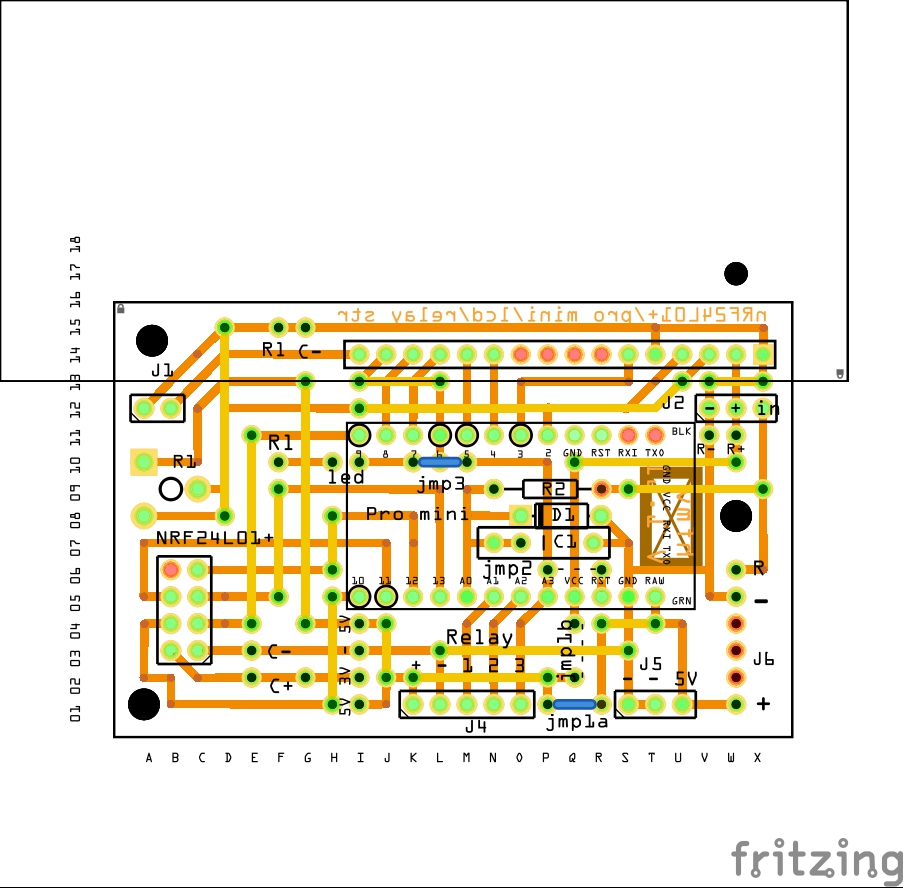 18
17
16
15
nRF24L01+/pro mini/lcd/relay str
14
R1 C-
J1
13
12
J2
- + in
11
R1
BLK
R- R+
9 8 7 6 5 4 3 2 GND RST RXI TXO
10
R1
led
jmp3
09
R2
GND VCC RXI TXO
08
Pro mini
D1
07
NRF24L01+
C1
jmp2
06
R
10 11 12 13 A0 A1 A2 A3 VCC RST GND RAW
05
GRN
-
04
5V
Relay
jmp1b
03
C-
-
+ - 1 2 3
J5
J6
02
C+
3V
- - 5V
01
5V
J4
jmp1a
+
A B C D E F G H I J K L M N O P Q R S T U V W X
fritzing